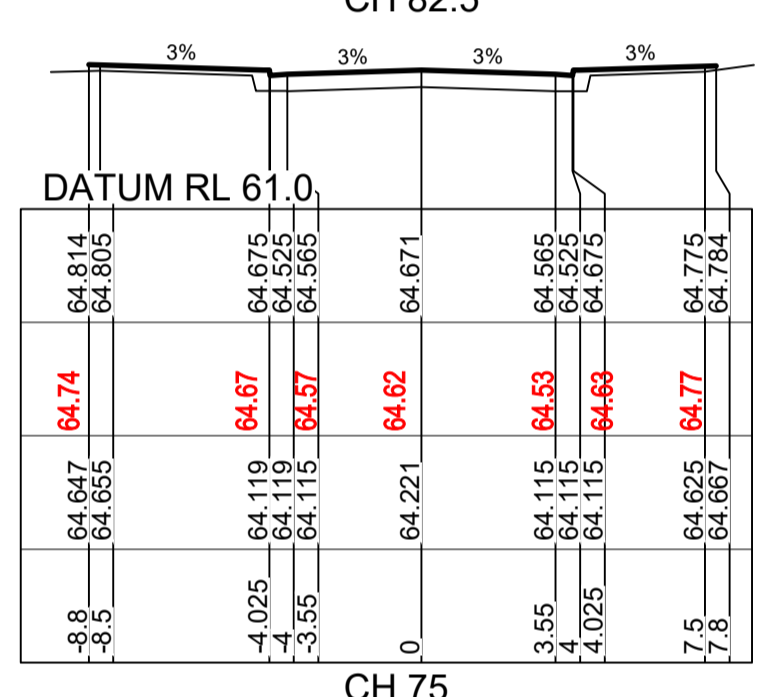 CH 82.5
3% 3% 3% 3%
DATUM RL 61.0
64.814 64.805 64.675 64.525 64.565 64.671 64.565 64.525 64.675 64.775 64.784
64.74 64.67 64.57 64.62 64.53 64.63 64.77
64.647 64.655 64.119 64.119 64.115 64.221 64.115 64.115 64.115 64.625 64.667
-8.8 -8.5 -4.025 -4 -3.55 0 3.55 4 4.025 7.5 7.8
CH 75